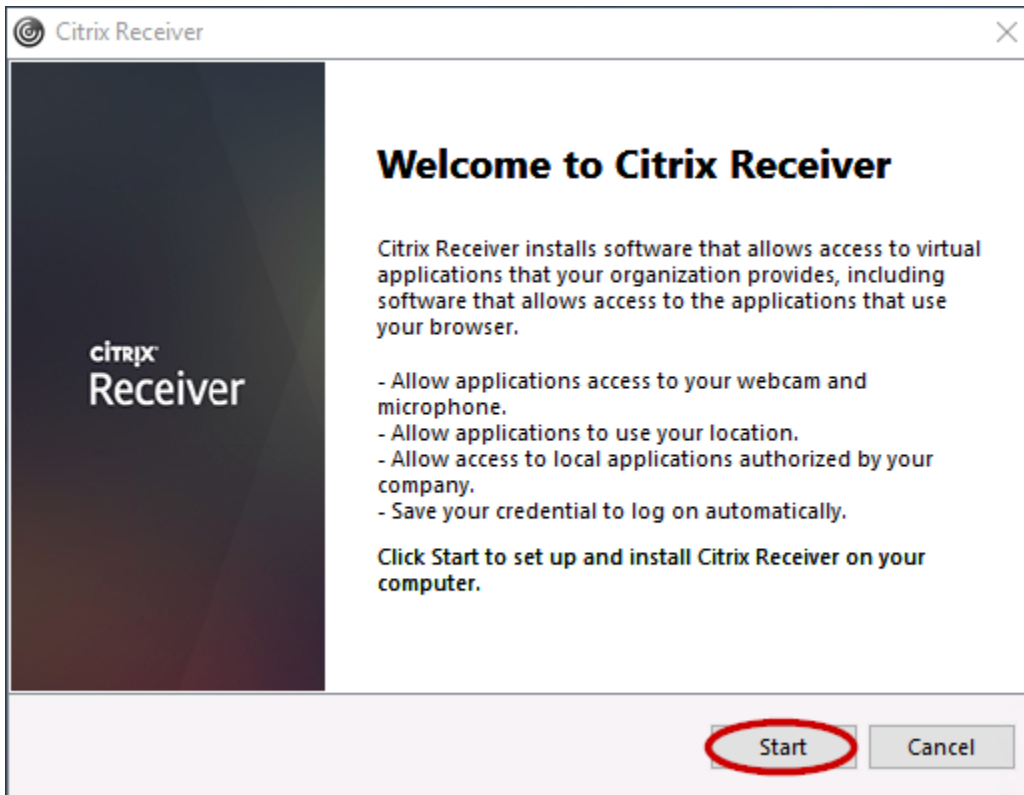 Citrix Receiver
Welcome to Citrix Receiver
Citrix Receiver installs software that allows access to virtual
applications that your organization provides, including
software that allows access to the applications that use
your browser.
- Allow applications access to your webcam and
microphone.
- Allow applications to use your location.
- Allow access to local applications authorized by your
company.
- Save your credential to log on automatically.
Click Start to set up and install Citrix Receiver on your
computer.
CITRIX
Receiver
Start
Cancel